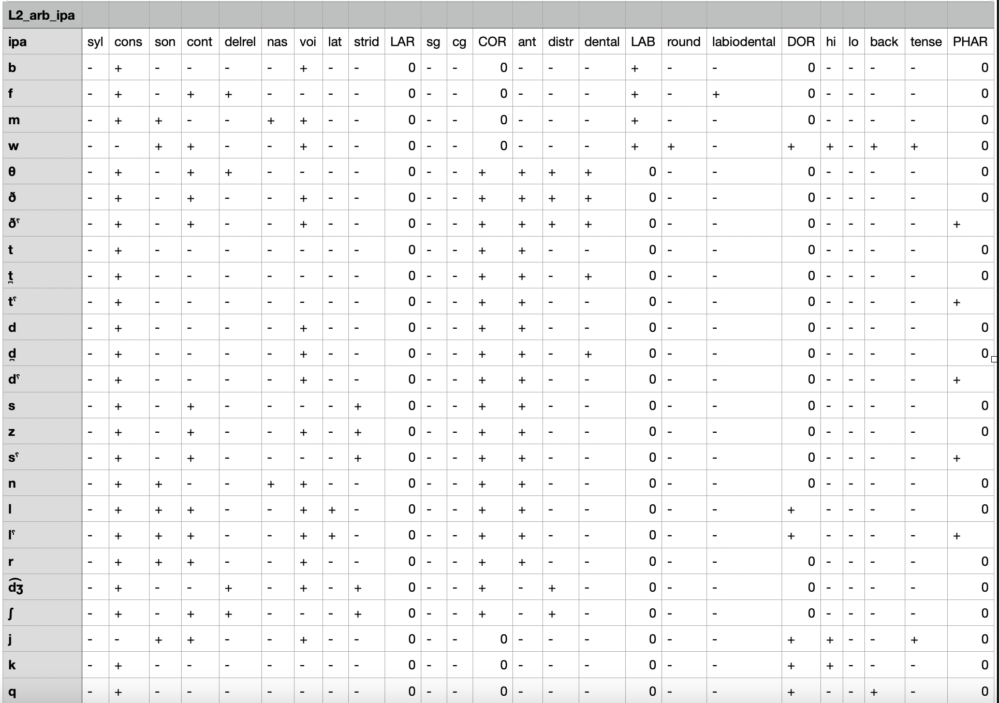 L2_arb_ipa
ipa syl cons son cont delrel nas voi lat strid LAR sg cg COR ant distr dental LAB round labiodental DOR hi lo back tense PHAR
b - + - - - - + - - 0 - - 0 - - - + - - 0 - - - - 0
f - + - + + - - - - 0 - - 0 - - - + - + 0 - - - - 0
m - + + - - + + - - 0 - - 0 - - - + - - 0 - - - - 0
w - - + + - - + - - 0 - - 0 - - - + + - + + - + + 0
θ - + - + + - - - - 0 - - + + + + 0 - - 0 - - - - 0
ð - + - + - - + - - 0 - - + + + + 0 - - 0 - - - - 0
ðˤ - + - + - - + - - 0 - - + + + + 0 - - 0 - - - - +
t - + - - - - - - - 0 - - + + - - 0 - - 0 - - - - 0
t̪ - + - - - - - - - 0 - - + + - + 0 - - 0 - - - - 0
tˤ - + - - - - - - - 0 - - + + - - 0 - - 0 - - - - +
d - + - - - - + - - 0 - - + + - - 0 - - 0 - - - - 0
d̪ - + - - - - + - - 0 - - + + - + 0 - - 0 - - - - 0
dˤ - + - - - - + - - 0 - - + + - - 0 - - 0 - - - - +
s - + - + - - - - + 0 - - + + - - 0 - - 0 - - - - 0
z - + - + - - + - + 0 - - + + - - 0 - - 0 - - - - 0
sˤ - + - + - - - - + 0 - - + + - - 0 - - 0 - - - - +
n - + + - - + + - - 0 - - + + - - 0 - - 0 - - - - 0
l - + + + - - + + - 0 - - + + - - 0 - - + - - - - 0
lˤ - + + + - - + + - 0 - - + + - - 0 - - + - - - - +
r - + + + - - + - - 0 - - + + - - 0 - - 0 - - - - 0
d͡ʒ - + - - + - + - + 0 - - + - + - 0 - - 0 - - - - 0
ʃ - + - + + - - - + 0 - - + - + - 0 - - 0 - - - - 0
j - - + + - - + - - 0 - - 0 - - - 0 - - + + - - + 0
k - + - - - - - - - 0 - - 0 - - - 0 - - + + - - - 0
q - + - - - - - - - 0 - - 0 - - - 0 - - + - - + - 0